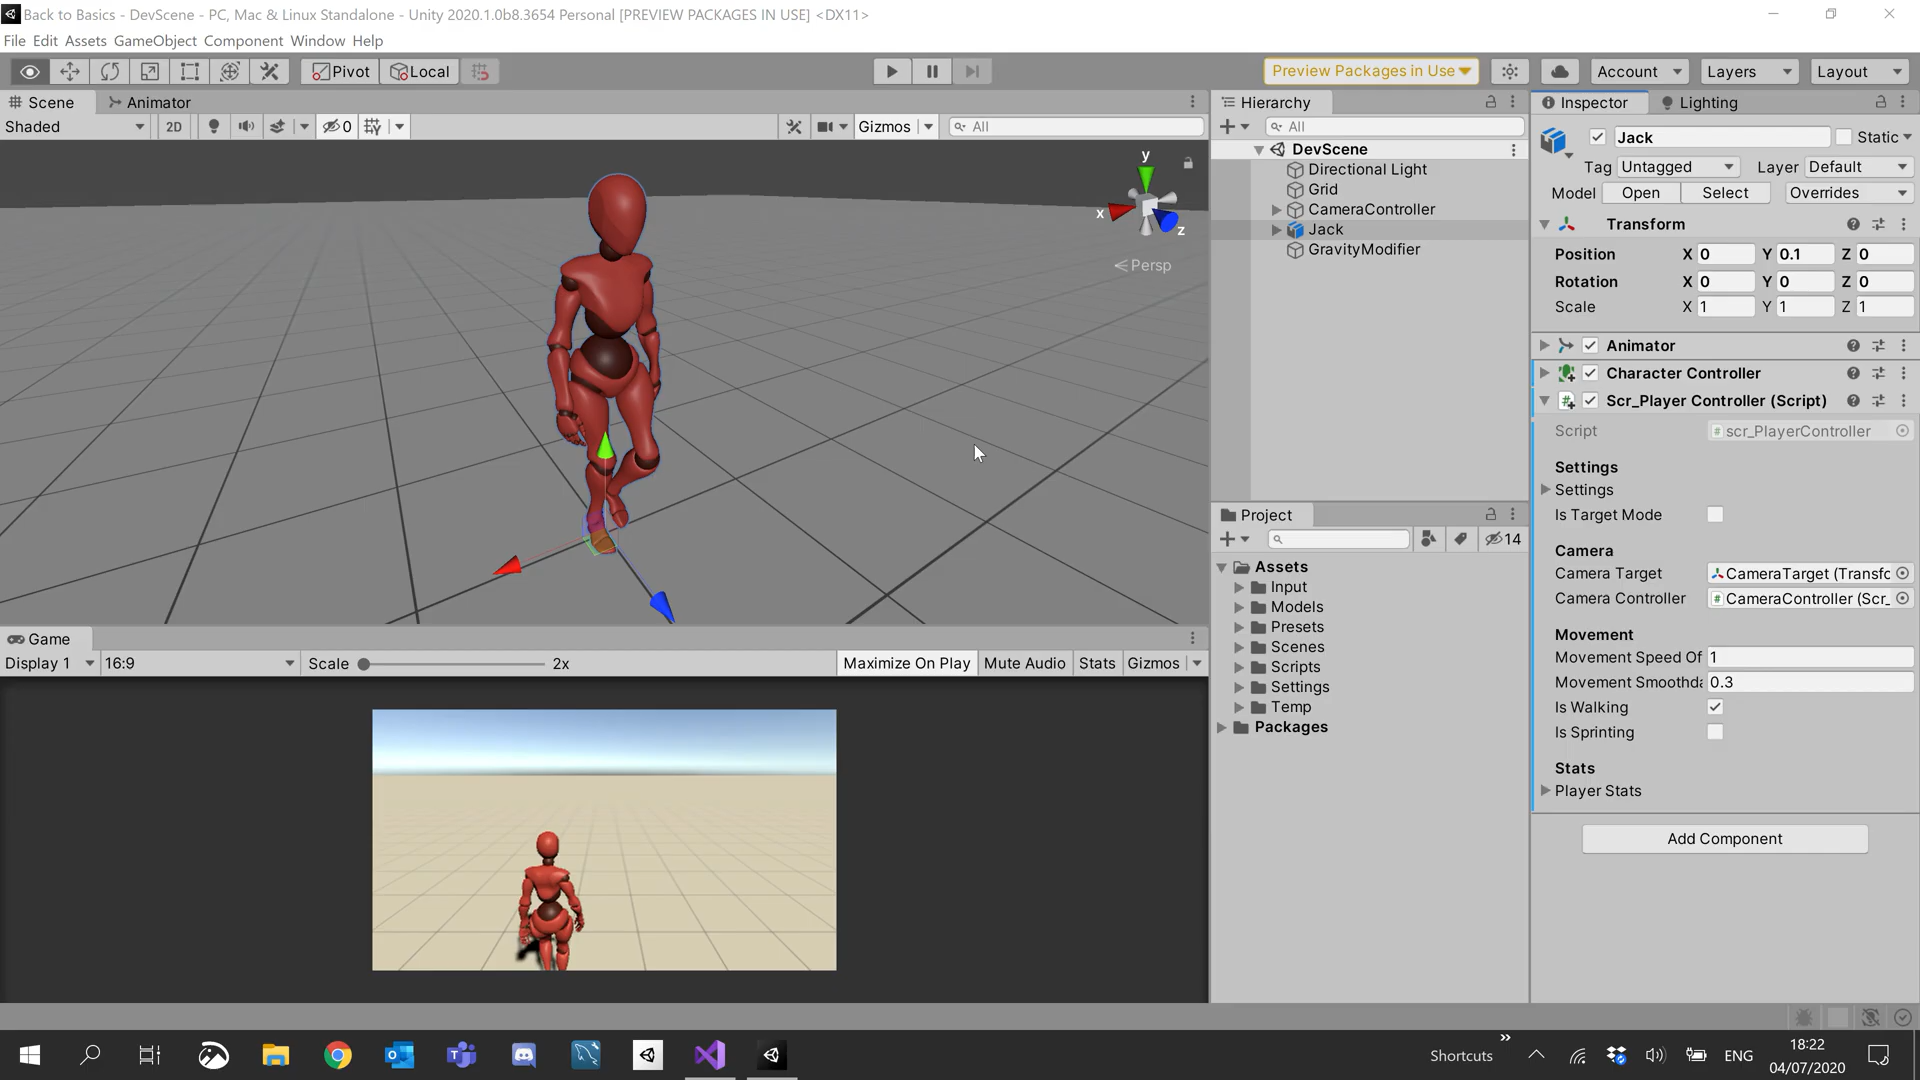 Back to Basics - DevScene - PC, Mac & Linux Standalone - Unity 2020.1.0b8.3654 Personal [PREVIEW PACKAGES IN USE] <DX11>
File Edit Assets GameObject Component Window Help
Pivot Local Preview Packages in Use Account Layers Layout
Scene Animator
Shaded 2D 0 Gizmos All
y
x
z
Persp
Game
Display 1 16:9 Scale 2x Maximize On Play Mute Audio Stats Gizmos
Hierarchy
All
DevScene
Directional Light
Grid
CameraController
Jack
GravityModifier
Project
14
Assets
Input
Models
Presets
Scenes
Scripts
Settings
Temp
Packages
Inspector Lighting
Jack Static
Tag Untagged Layer Default
Model Open Select Overrides
Transform
Position X 0 Y 0.1 Z 0
Rotation X 0 Y 0 Z 0
Scale X 1 Y 1 Z 1
Animator
Character Controller
Scr_Player Controller (Script)
Script scr_PlayerController
Settings
Settings
Is Target Mode
Camera
Camera Target CameraTarget (Transfo
Camera Controller CameraController (Scr_
Movement
Movement Speed Of 1
Movement Smoothda 0.3
Is Walking
Is Sprinting
Stats
Player Stats
Add Component
Shortcuts ENG
18:22
04/07/2020